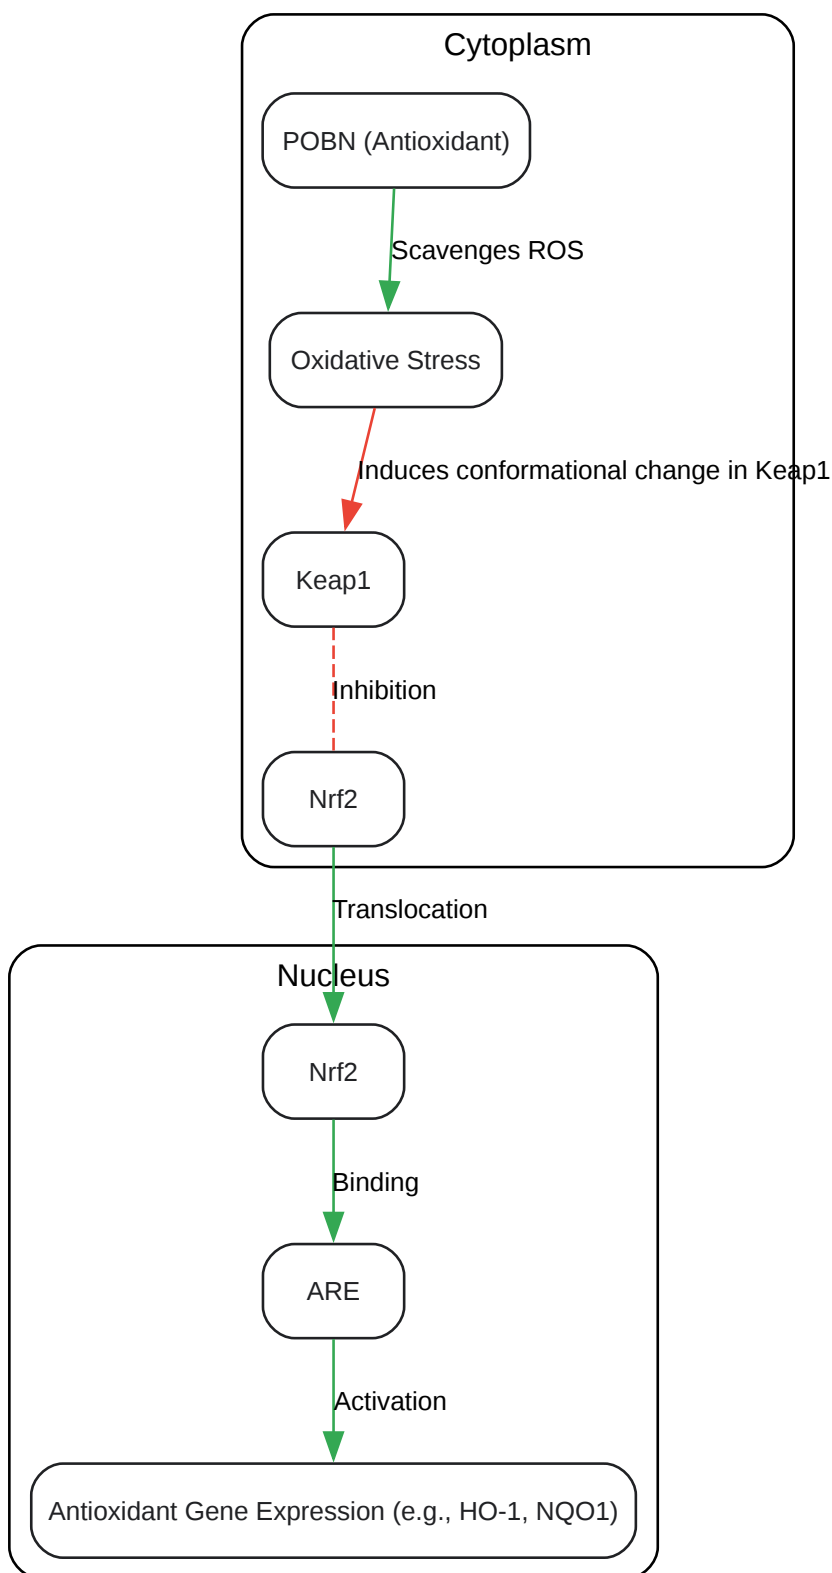 Cytoplasm
POBN (Antioxidant)
Scavenges ROS
Oxidative Stress
Induces conformational change in Keap1
Keap1
Inhibition
Nrf2
Translocation
Nucleus
Nrf2
Binding
ARE
Activation
Antioxidant Gene Expression (e.g., HO-1, NQO1)